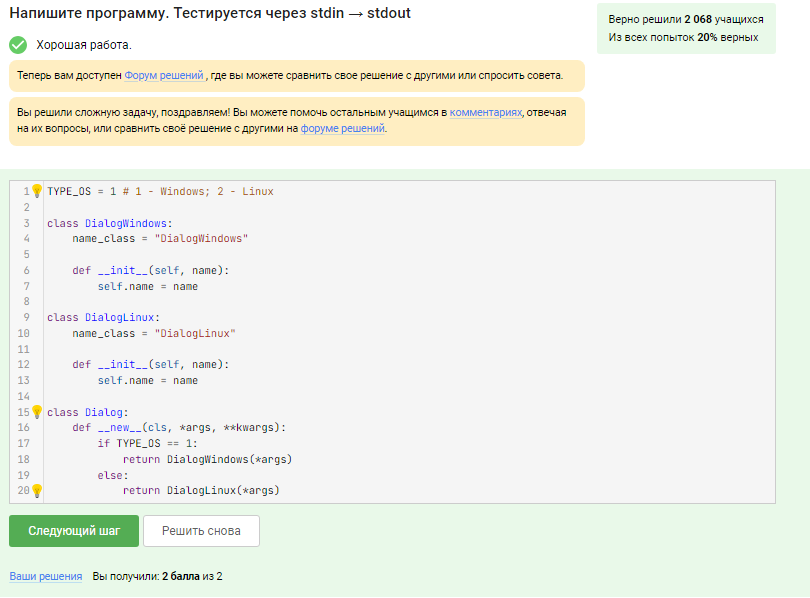 Напишите программу. Тестируется через stdin → stdout
Верно решили 2 068 учащихся
Из всех попыток 20% верных
Хорошая работа.
Теперь вам доступен Форум решений , где вы можете сравнить свое решение с другими или спросить совета.
Вы решили сложную задачу, поздравляем! Вы можете помочь остальным учащимся в комментариях, отвечая
на их вопросы, или сравнить своё решение с другими на форуме решений.
1 TYPE_OS = 1 # 1 - Windows; 2 - Linux
2
3 class DialogWindows:
4     name_class = "DialogWindows"
5
6     def __init__(self, name):
7         self.name = name
8
9 class DialogLinux:
10     name_class = "DialogLinux"
11
12     def __init__(self, name):
13         self.name = name
14
15 class Dialog:
16     def __new__(cls, *args, **kwargs):
17         if TYPE_OS == 1:
18             return DialogWindows(*args)
19         else:
20             return DialogLinux(*args)
Следующий шаг Решить снова
Ваши решения Вы получили: 2 балла из 2